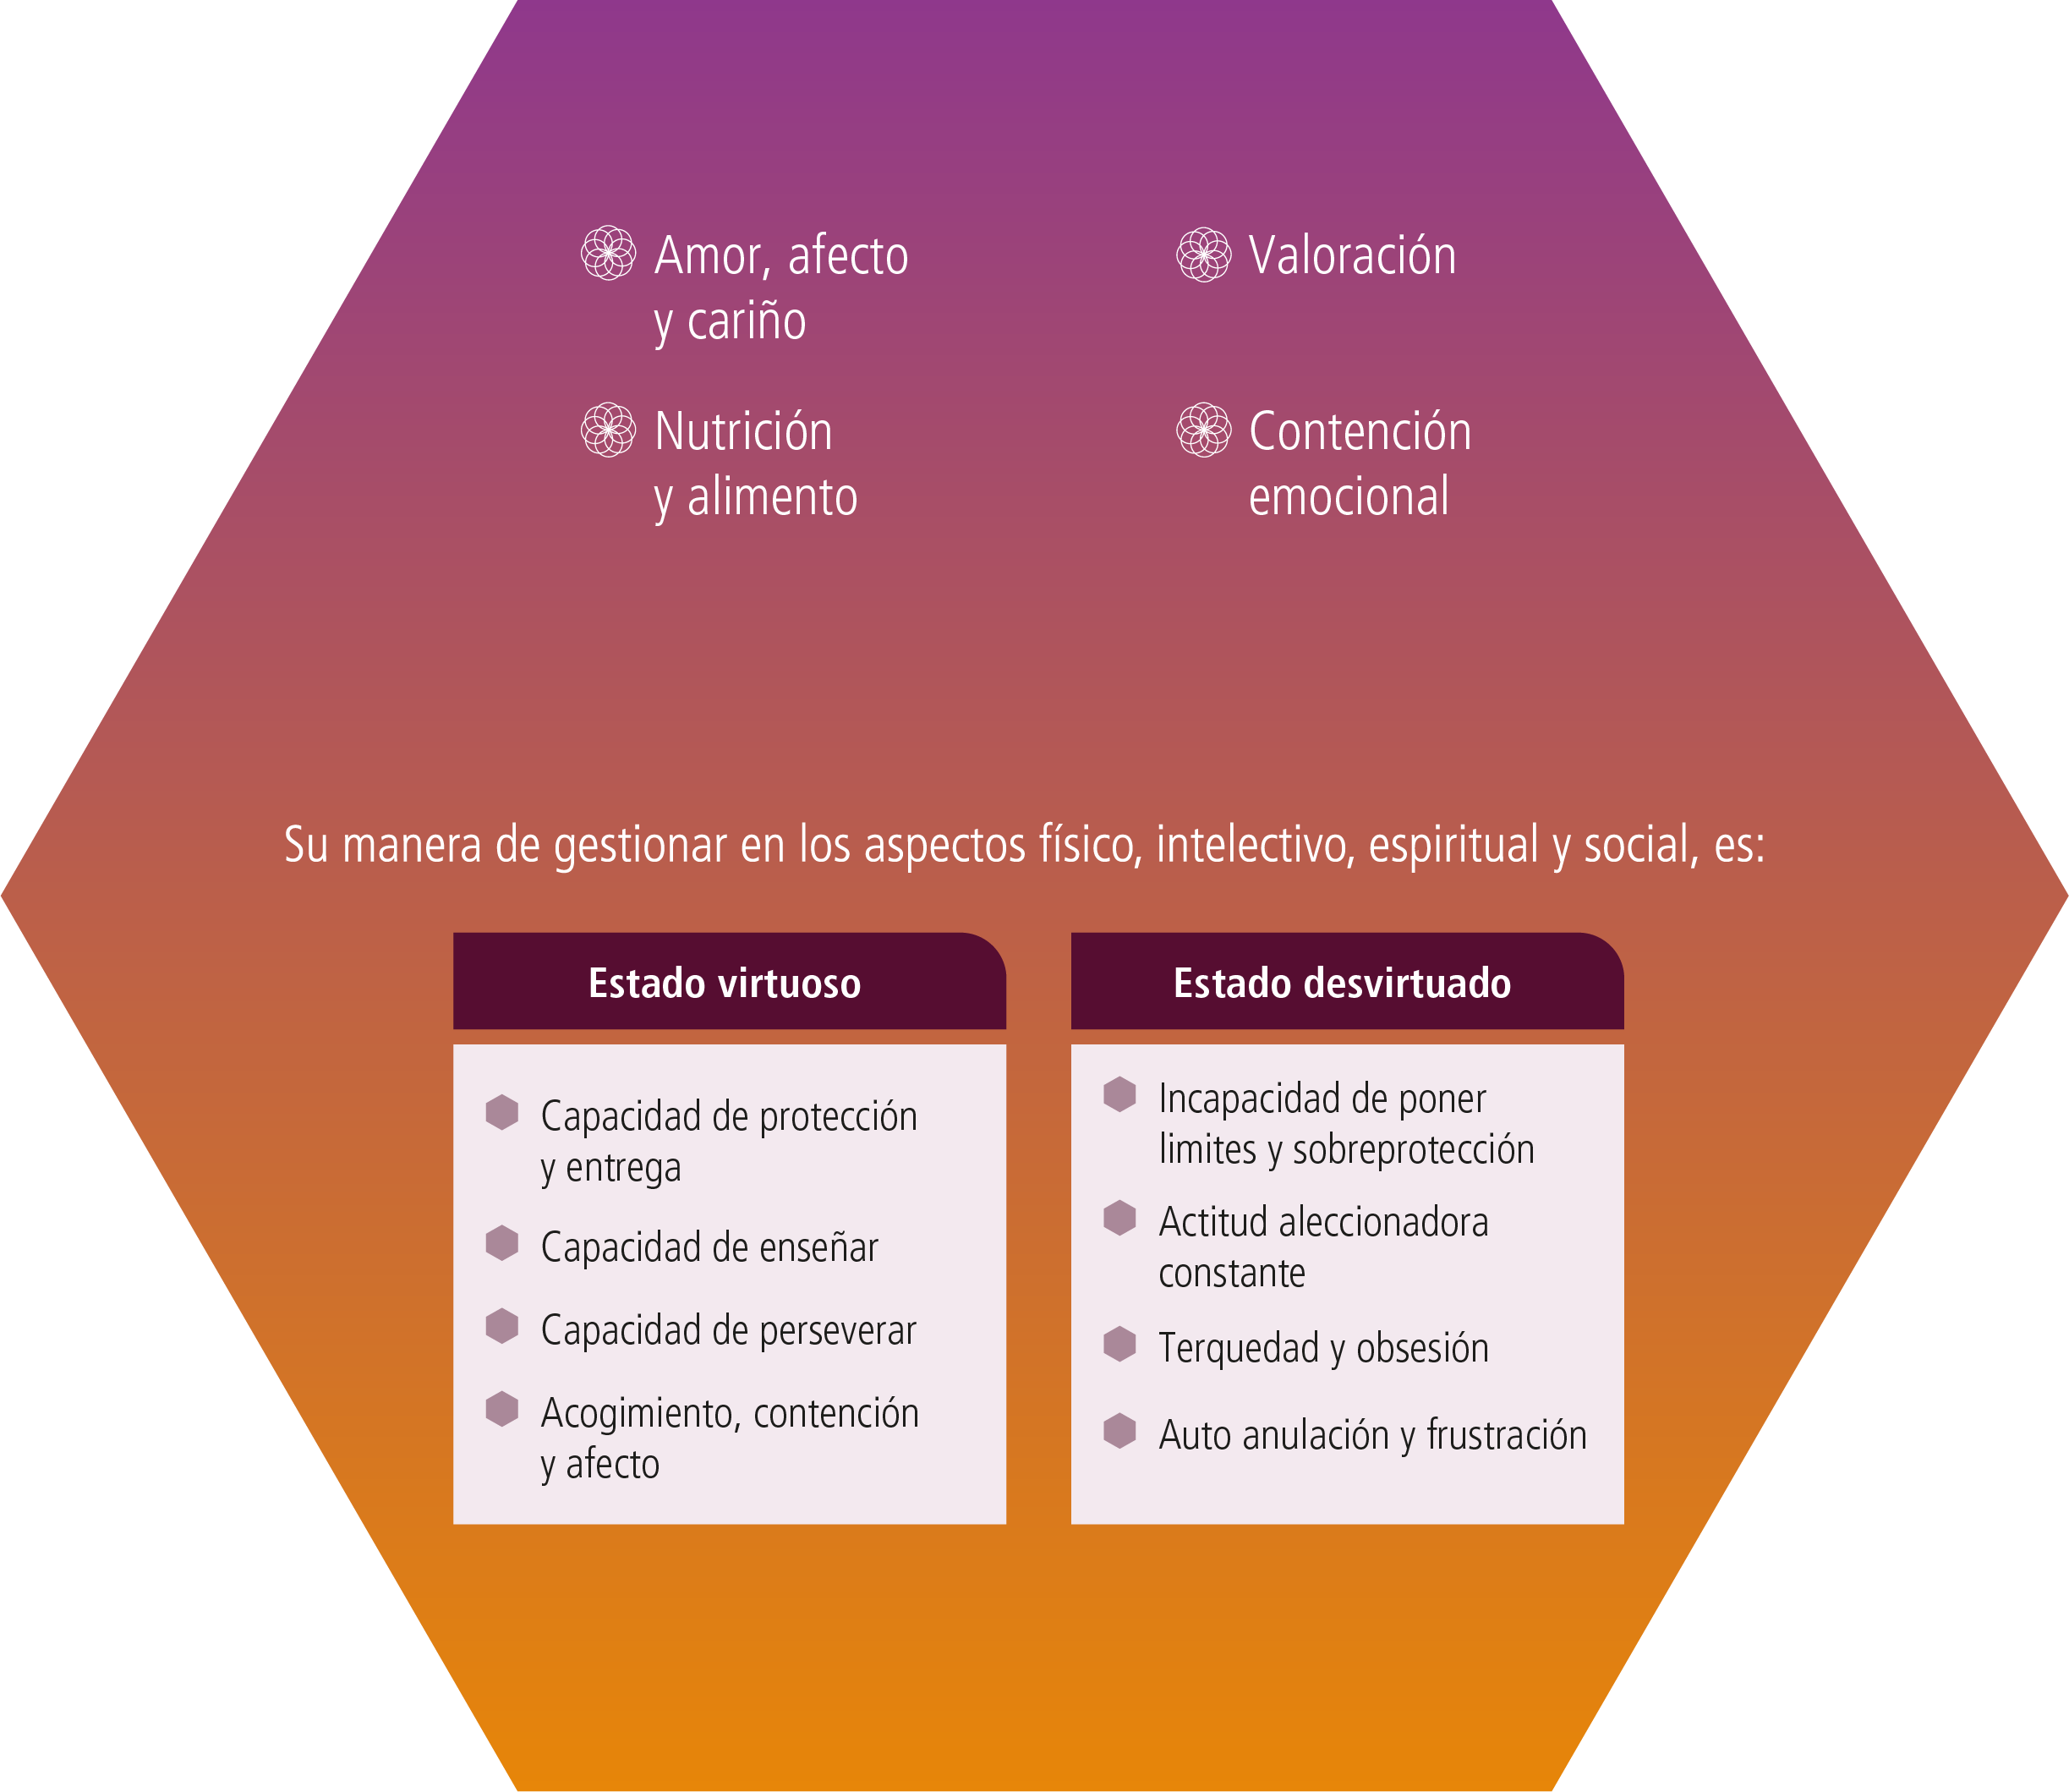 Amor, afecto
y cariño
Valoración
Nutrición
y alimento
Contención
emocional
Su manera de gestionar en los aspectos físico, intelectivo, espiritual y social, es:
Estado virtuoso
Capacidad de protección
y entrega
Capacidad de enseñar
Capacidad de perseverar
Acogimiento, contención
y afecto
Estado desvirtuado
Incapacidad de poner
limites y sobreprotección
Actitud aleccionadora
constante
Terquedad y obsesión
Auto anulación y frustración